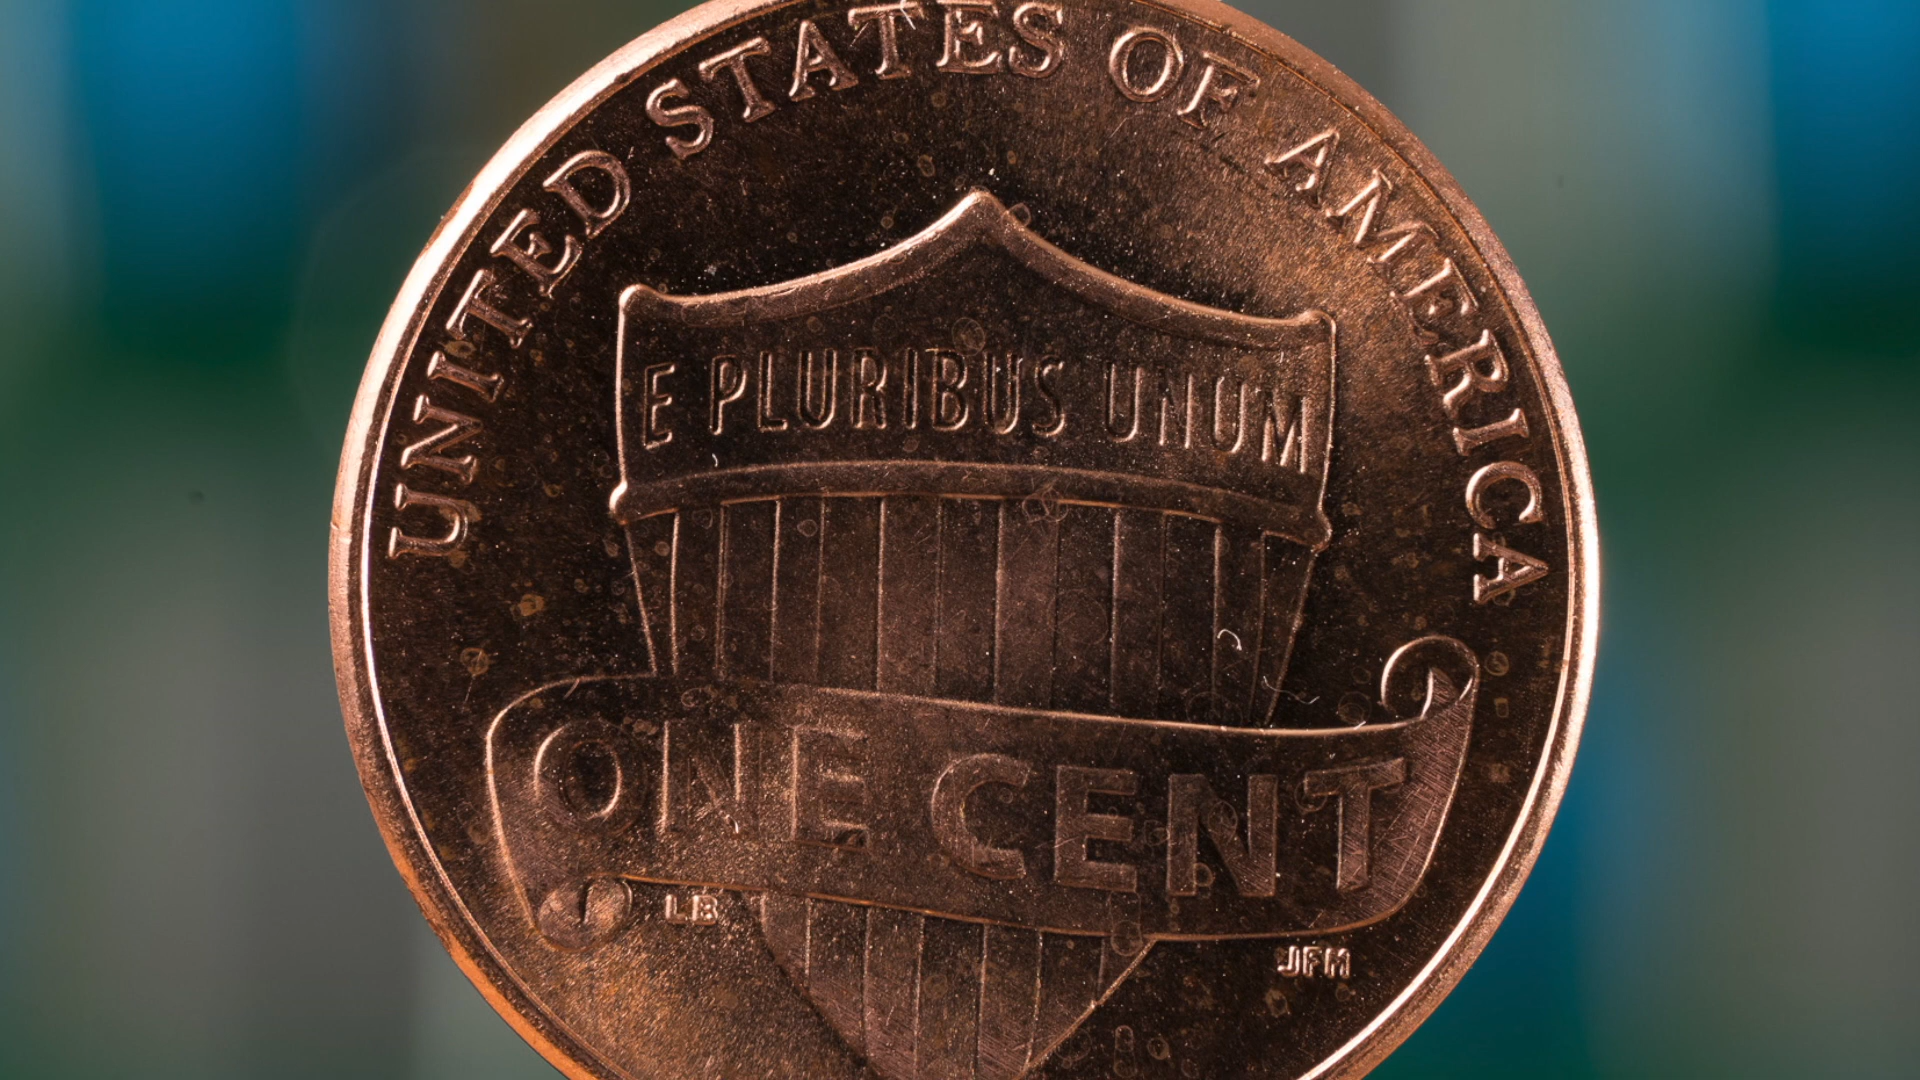 UNITED STATES OF AMERICA
E PLURIBUS UNUM
ONE CENT
LB
JFM